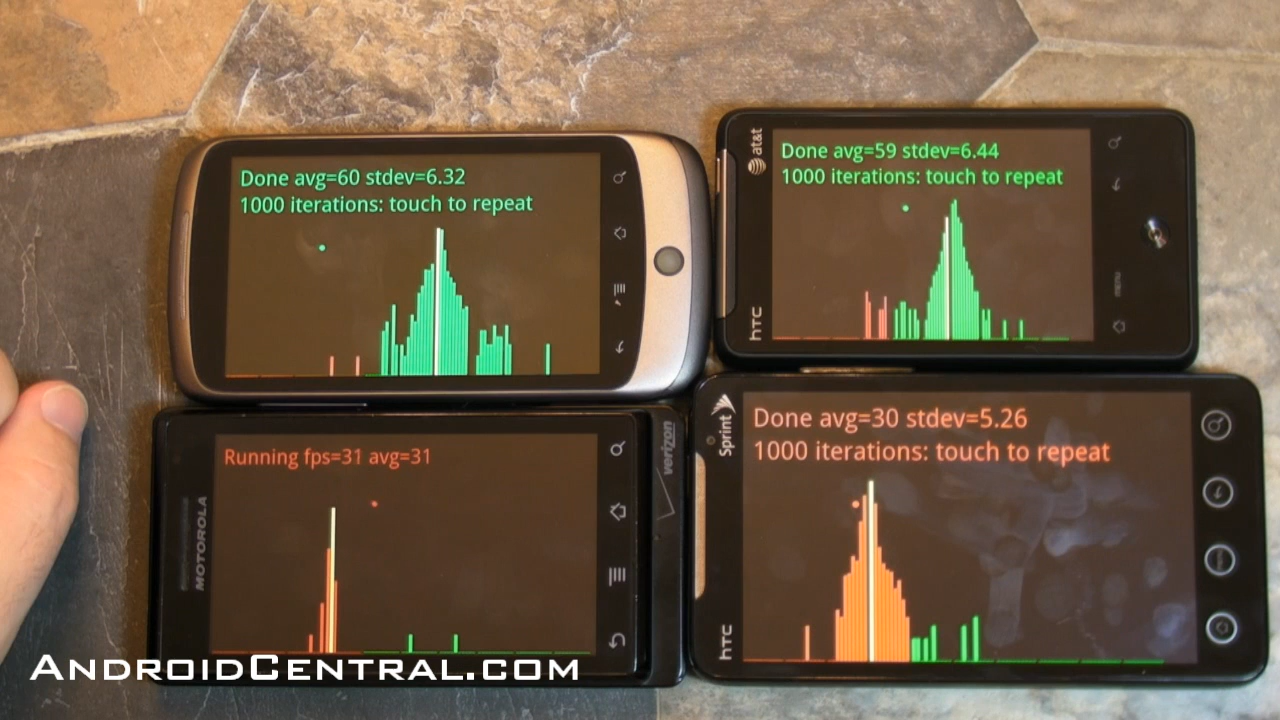 Done avg=60 stdev=6.32
1000 iterations: touch to repeat
at&t
Done avg=59 stdev=6.44
1000 iterations: touch to repeat
hTC
menu
MOTOROLA
Running fps=31 avg=31
verizon
Sprint
Done avg=30 stdev=5.26
1000 iterations: touch to repeat
hTC
ANDROIDCENTRAL.COM